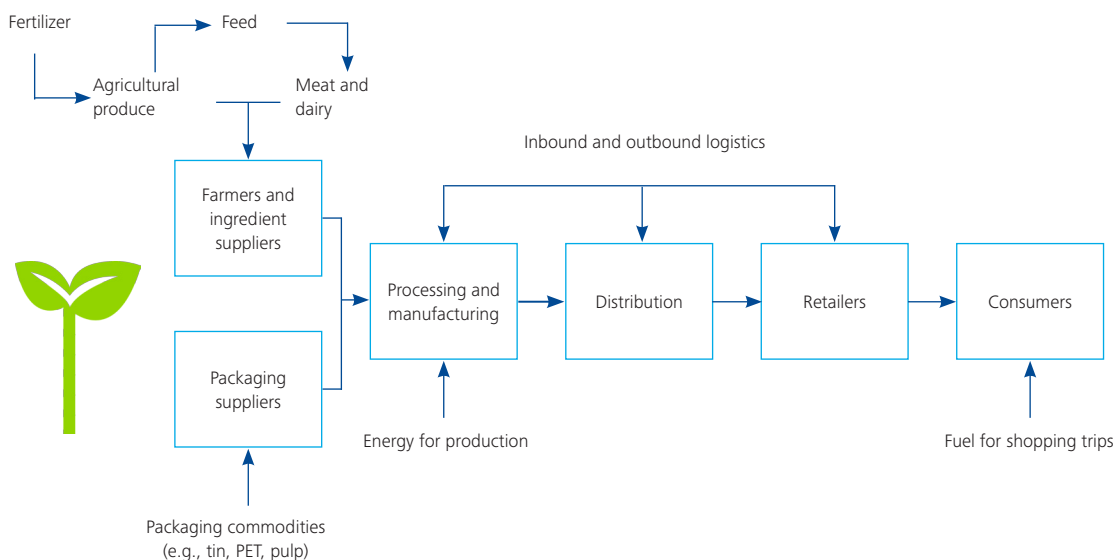 Fertilizer
Feed
Agricultural
produce
Meat and
dairy
Inbound and outbound logistics
Farmers and
ingredient
suppliers
Processing and
manufacturing
Distribution
Retailers
Consumers
Packaging
suppliers
Energy for production
Fuel for shopping trips
Packaging commodities
(e.g., tin, PET, pulp)